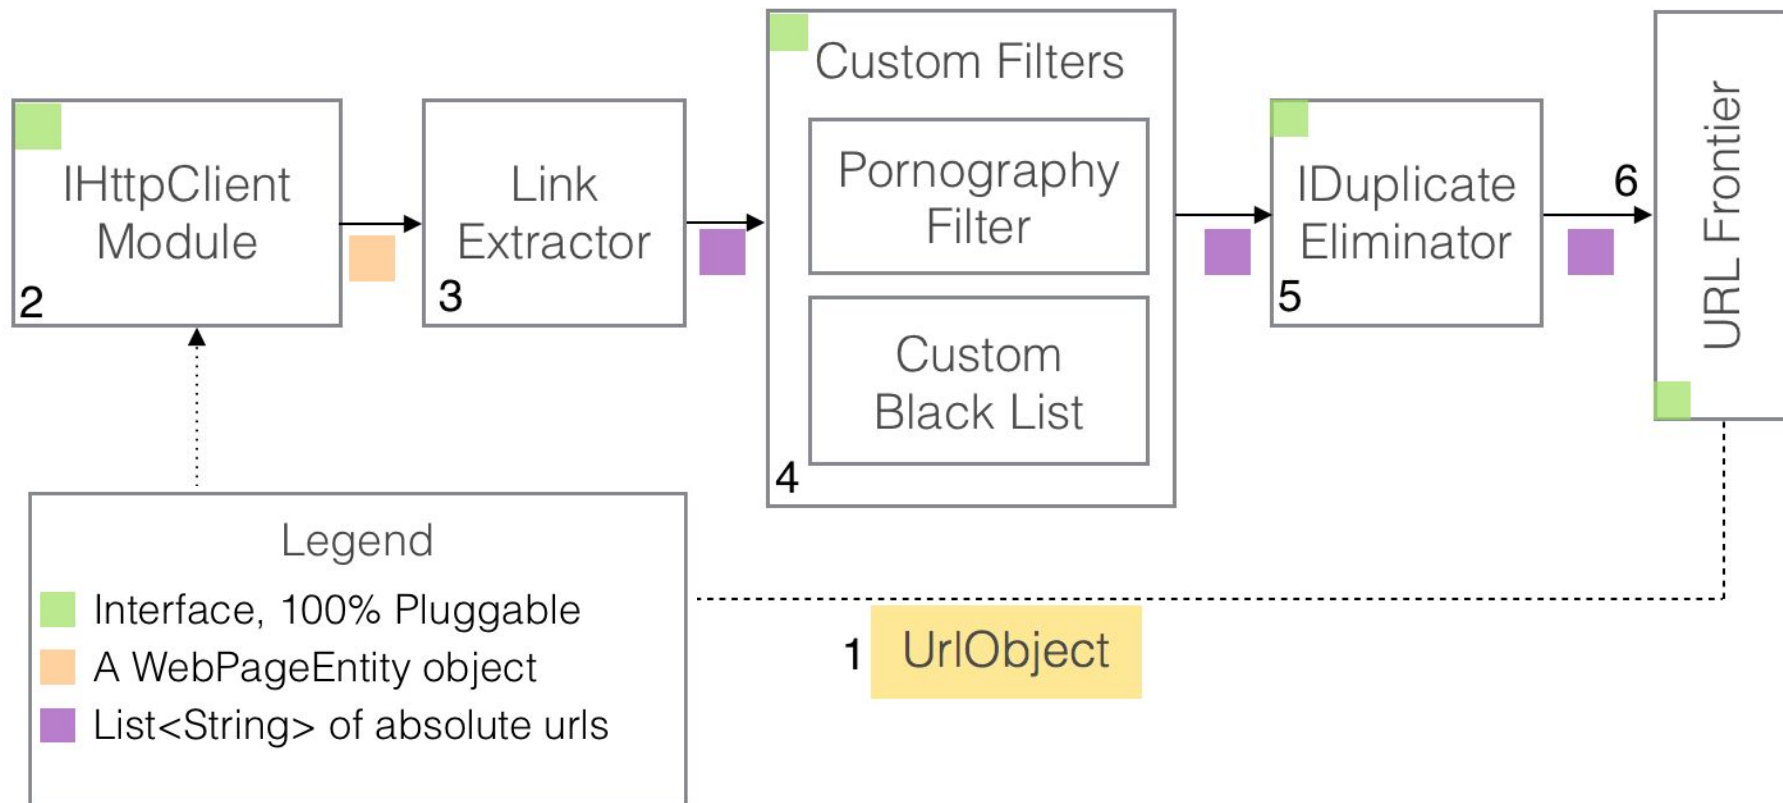 IHttpClient
Module
2
Link
Extractor
3
Custom Filters
Pornography
Filter
Custom
Black List
4
IDuplicate
Eliminator
5
6
URL Frontier
Legend
Interface, 100% Pluggable
A WebPageEntity object
List<String> of absolute urls
1
UrlObject